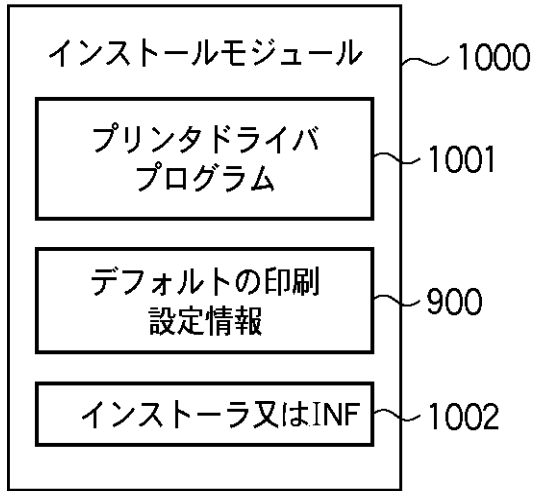 インストールモジュール
1000
プリンタドライバ
プログラム
1001
デフォルトの印刷
設定情報
900
インストーラ又はINF
1002